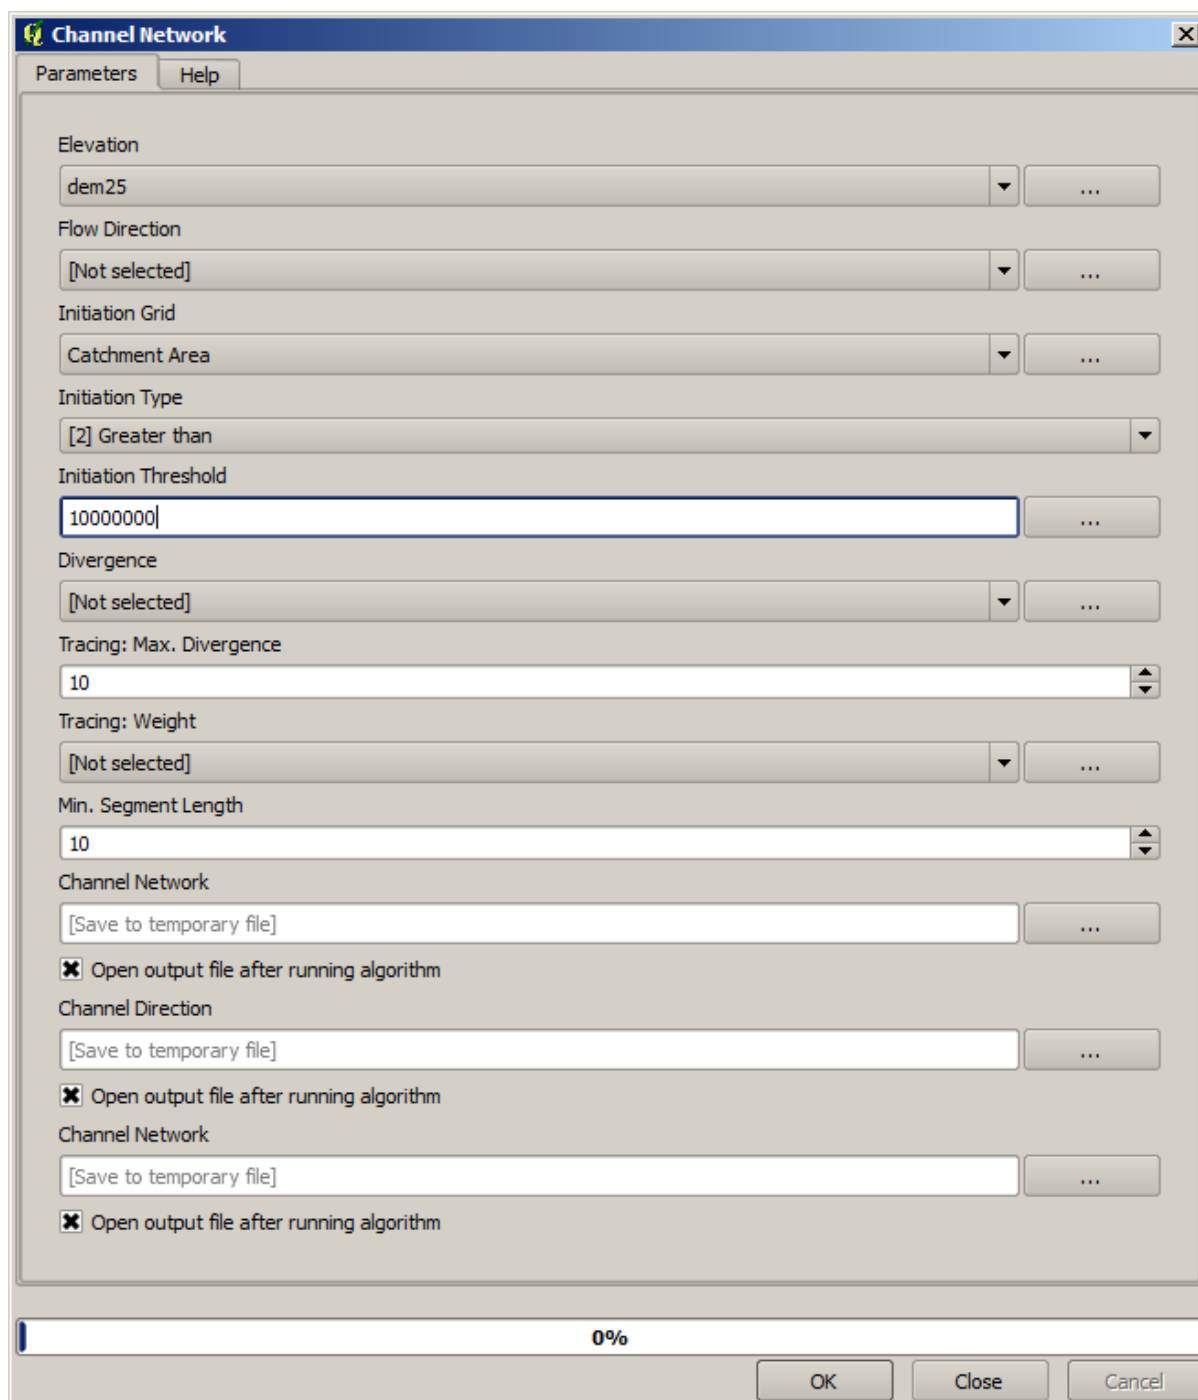 Channel Network
Parameters Help
Elevation
dem25 ...
Flow Direction
[Not selected] ...
Initiation Grid
Catchment Area ...
Initiation Type
[2] Greater than
Initiation Threshold
10000000 ...
Divergence
[Not selected] ...
Tracing: Max. Divergence
10
Tracing: Weight
[Not selected] ...
Min. Segment Length
10
Channel Network
[Save to temporary file] ...
Open output file after running algorithm
Channel Direction
[Save to temporary file] ...
Open output file after running algorithm
Channel Network
[Save to temporary file] ...
Open output file after running algorithm
0%
OK Close Cancel